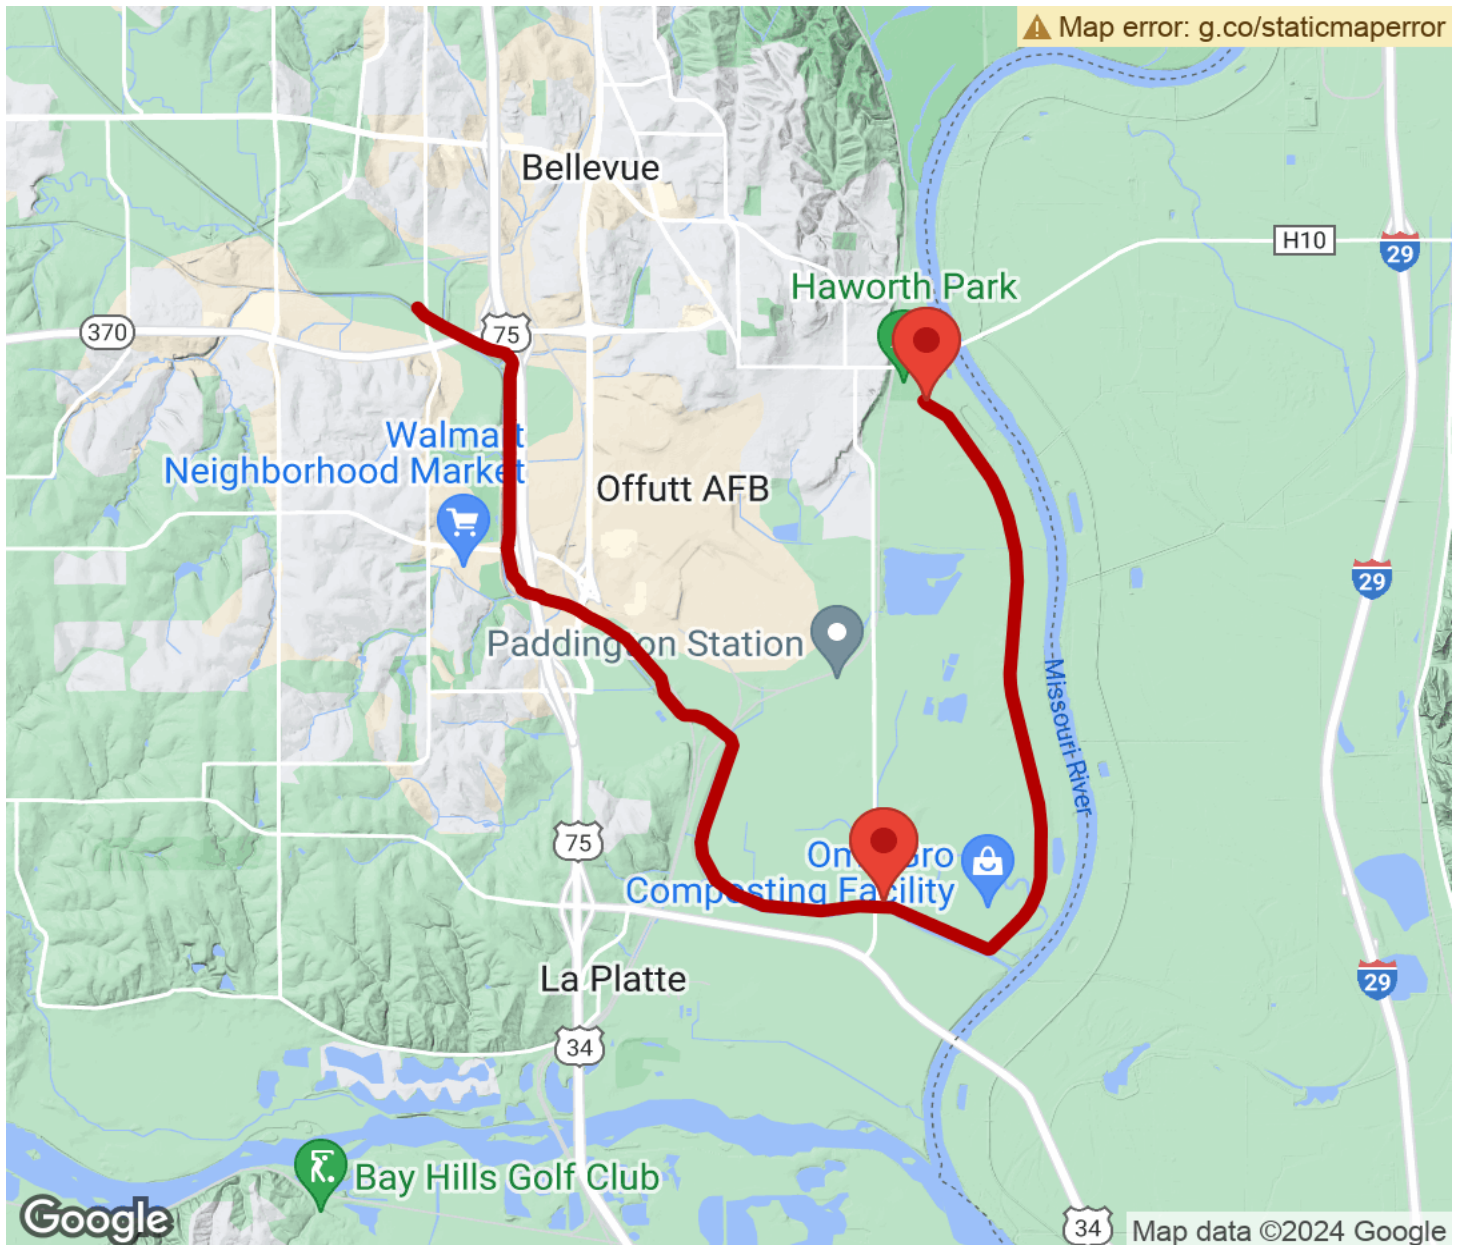 Map error: g.co/staticmaperror
Bellevue
H10
29
Haworth Park
370
75
Walmart
Neighborhood Market
Offutt AFB
29
Paddington Station
Missouri River
75
Composting Facility
La Platte
29
34
Bay Hills Golf Club
Google
34
Map data ©2024 Google